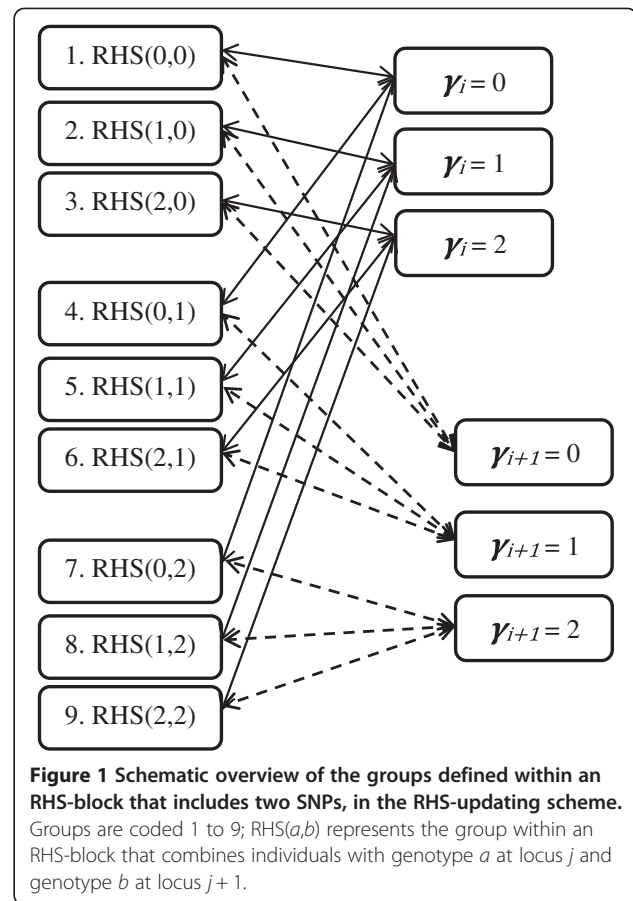 1. RHS(0,0)
2. RHS(1,0)
3. RHS(2,0)
4. RHS(0,1)
5. RHS(1,1)
6. RHS(2,1)
7. RHS(0,2)
8. RHS(1,2)
9. RHS(2,2)
γi = 0
γi = 1
γi = 2
γi+1 = 0
γi+1 = 1
γi+1 = 2
Figure 1 Schematic overview of the groups defined within an
RHS-block that includes two SNPs, in the RHS-updating scheme.
Groups are coded 1 to 9; RHS(a,b) represents the group within an
RHS-block that combines individuals with genotype a at locus j and
genotype b at locus j + 1.